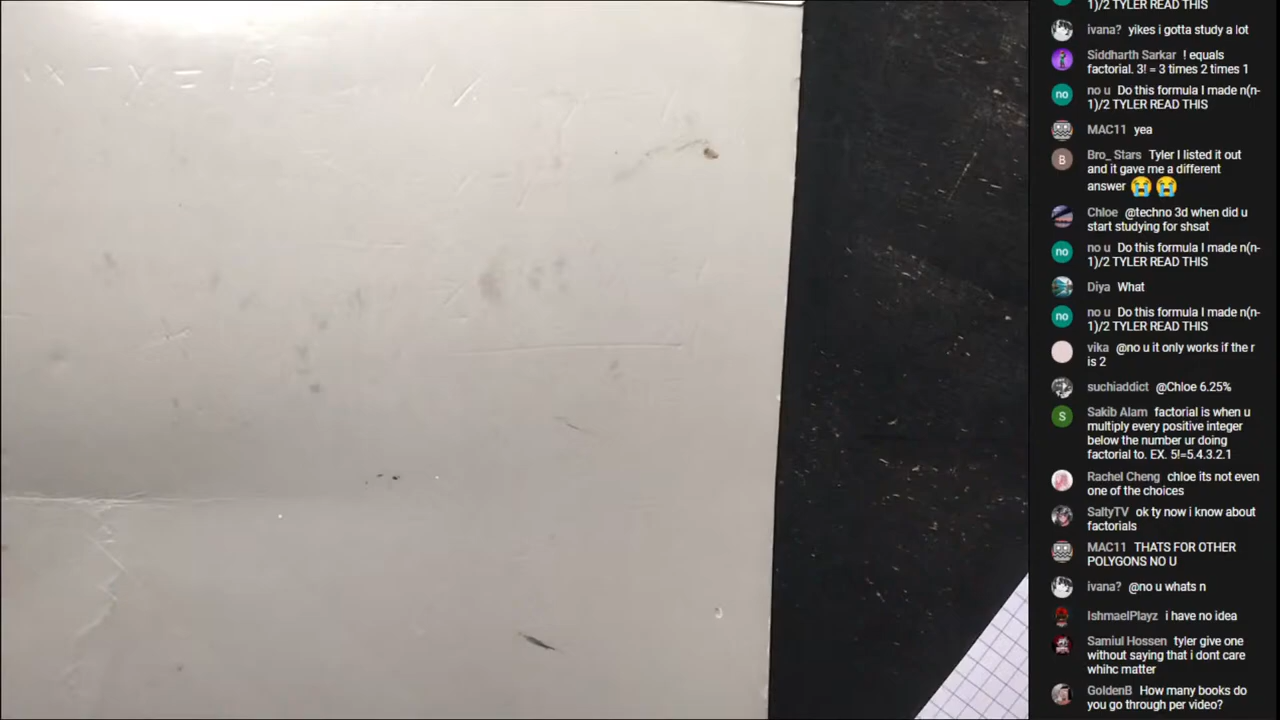 x - y = 13
1)/2 TYLER READ THIS
ivana? yikes i gotta study a lot
Siddharth Sarkar ! equals
factorial. 3! = 3 times 2 times 1
no no u Do this formula I made n(n-
1)/2 TYLER READ THIS
MAC11 yea
B Bro_ Stars Tyler I listed it out
and it gave me a different
answer 😭😭
Chloe @techno 3d when did u
start studying for shsat
no no u Do this formula I made n(n-
1)/2 TYLER READ THIS
Diya What
no no u Do this formula I made n(n-
1)/2 TYLER READ THIS
vika @no u it only works if the r
is 2
suchiaddict @Chloe 6.25%
S Sakib Alam factorial is when u
multiply every positive integer
below the number ur doing
factorial to. EX. 5!=5.4.3.2.1
Rachel Cheng chloe its not even
one of the choices
SaltyTV ok ty now i know about
factorials
MAC11 THATS FOR OTHER
POLYGONS NO U
ivana? @no u whats n
IshmaelPlayz i have no idea
Samiul Hossen tyler give one
without saying that i dont care
whihc matter
GoldenB How many books do
you go through per video?